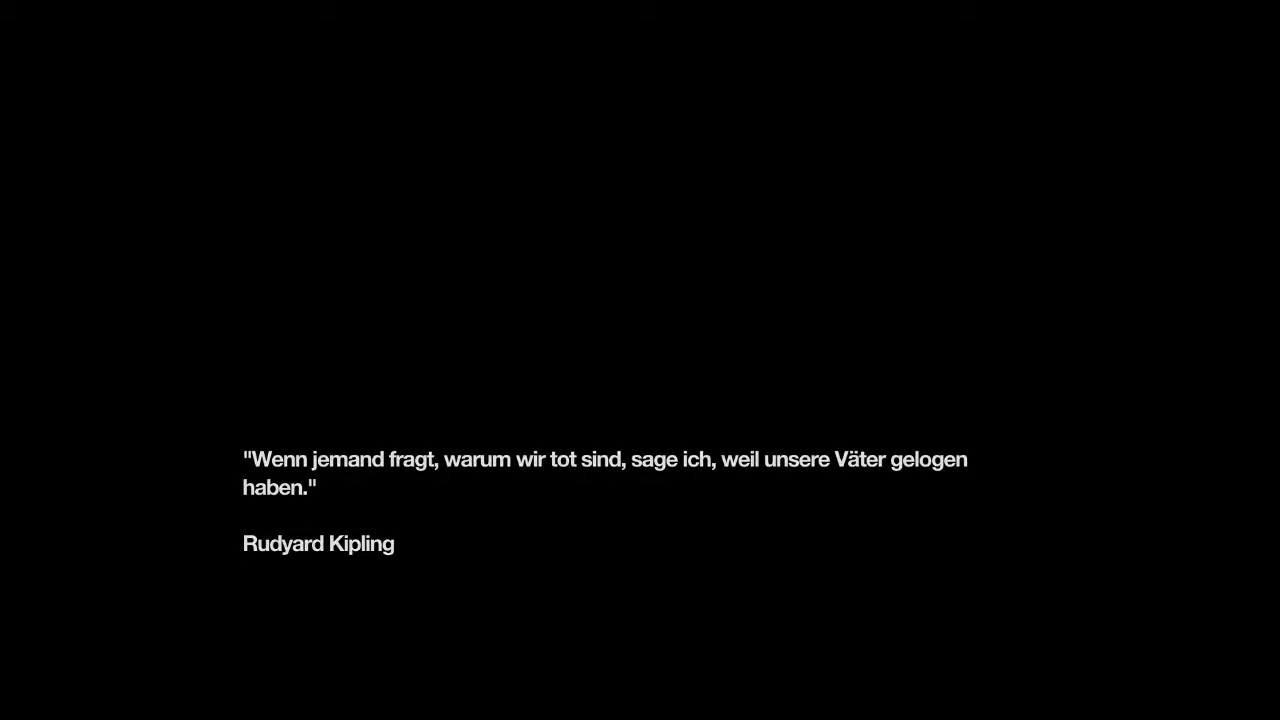 "Wenn jemand fragt, warum wir tot sind, sage ich, weil unsere Väter gelogen
haben."
Rudyard Kipling